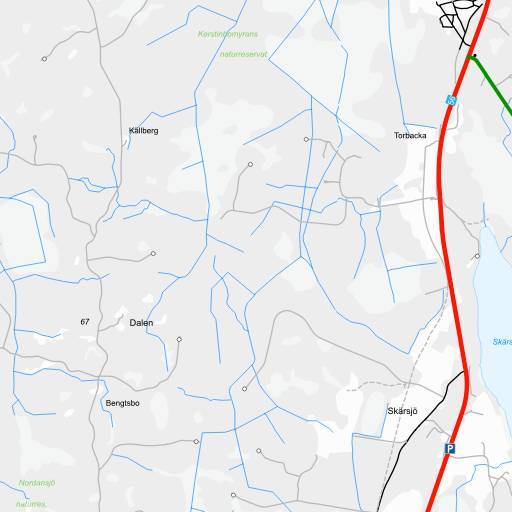 Kerstinbomyrans
naturreservat
Källberg
Torbacka
67
Dalen
Skärs
Bengtsbo
Skärsjö
P
Nordansjö
naturres.